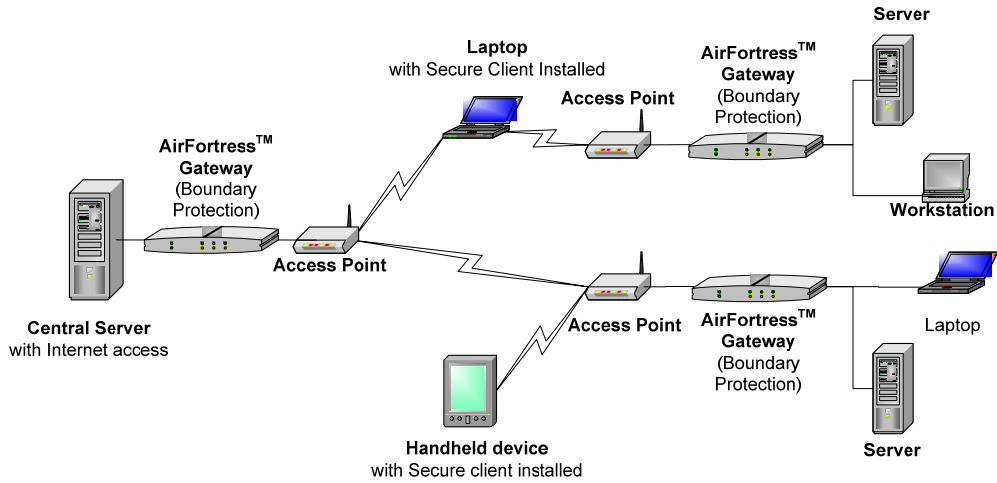 Server
Laptop
with Secure Client Installed
AirFortress™
Gateway
(Boundary
Protection)
Access Point
AirFortress™
Gateway
(Boundary
Protection)
Workstation
Access Point
Central Server
with Internet access
Access Point
AirFortress™
Gateway
(Boundary
Protection)
Laptop
Handheld device
with Secure client installed
Server